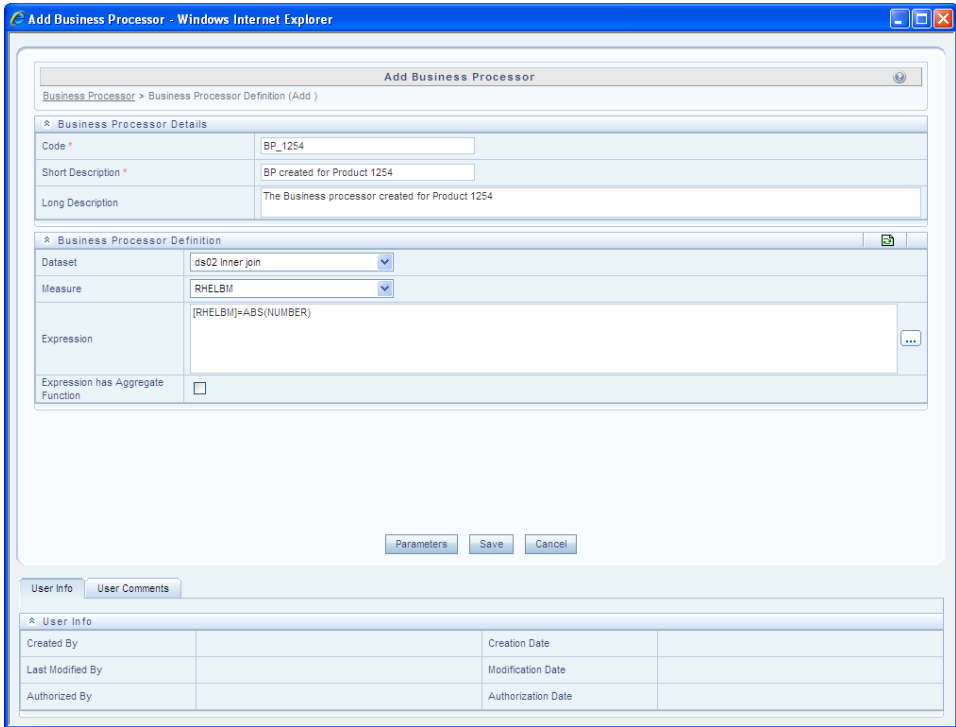 Add Business Processor - Windows Internet Explorer
Add Business Processor
Business Processor > Business Processor Definition (Add )
Business Processor Details
Code *
BP_1254
Short Description *
BP created for Product 1254
Long Description
The Business processor created for Product 1254
Business Processor Definition
Dataset
ds02 Inner join
Measure
RHELBM
Expression
[RHELBM]=ABS(NUMBER)
...
Expression has Aggregate
Function
Parameters Save Cancel
User Info User Comments
User Info
Created By Creation Date
Last Modified By Modification Date
Authorized By Authorization Date